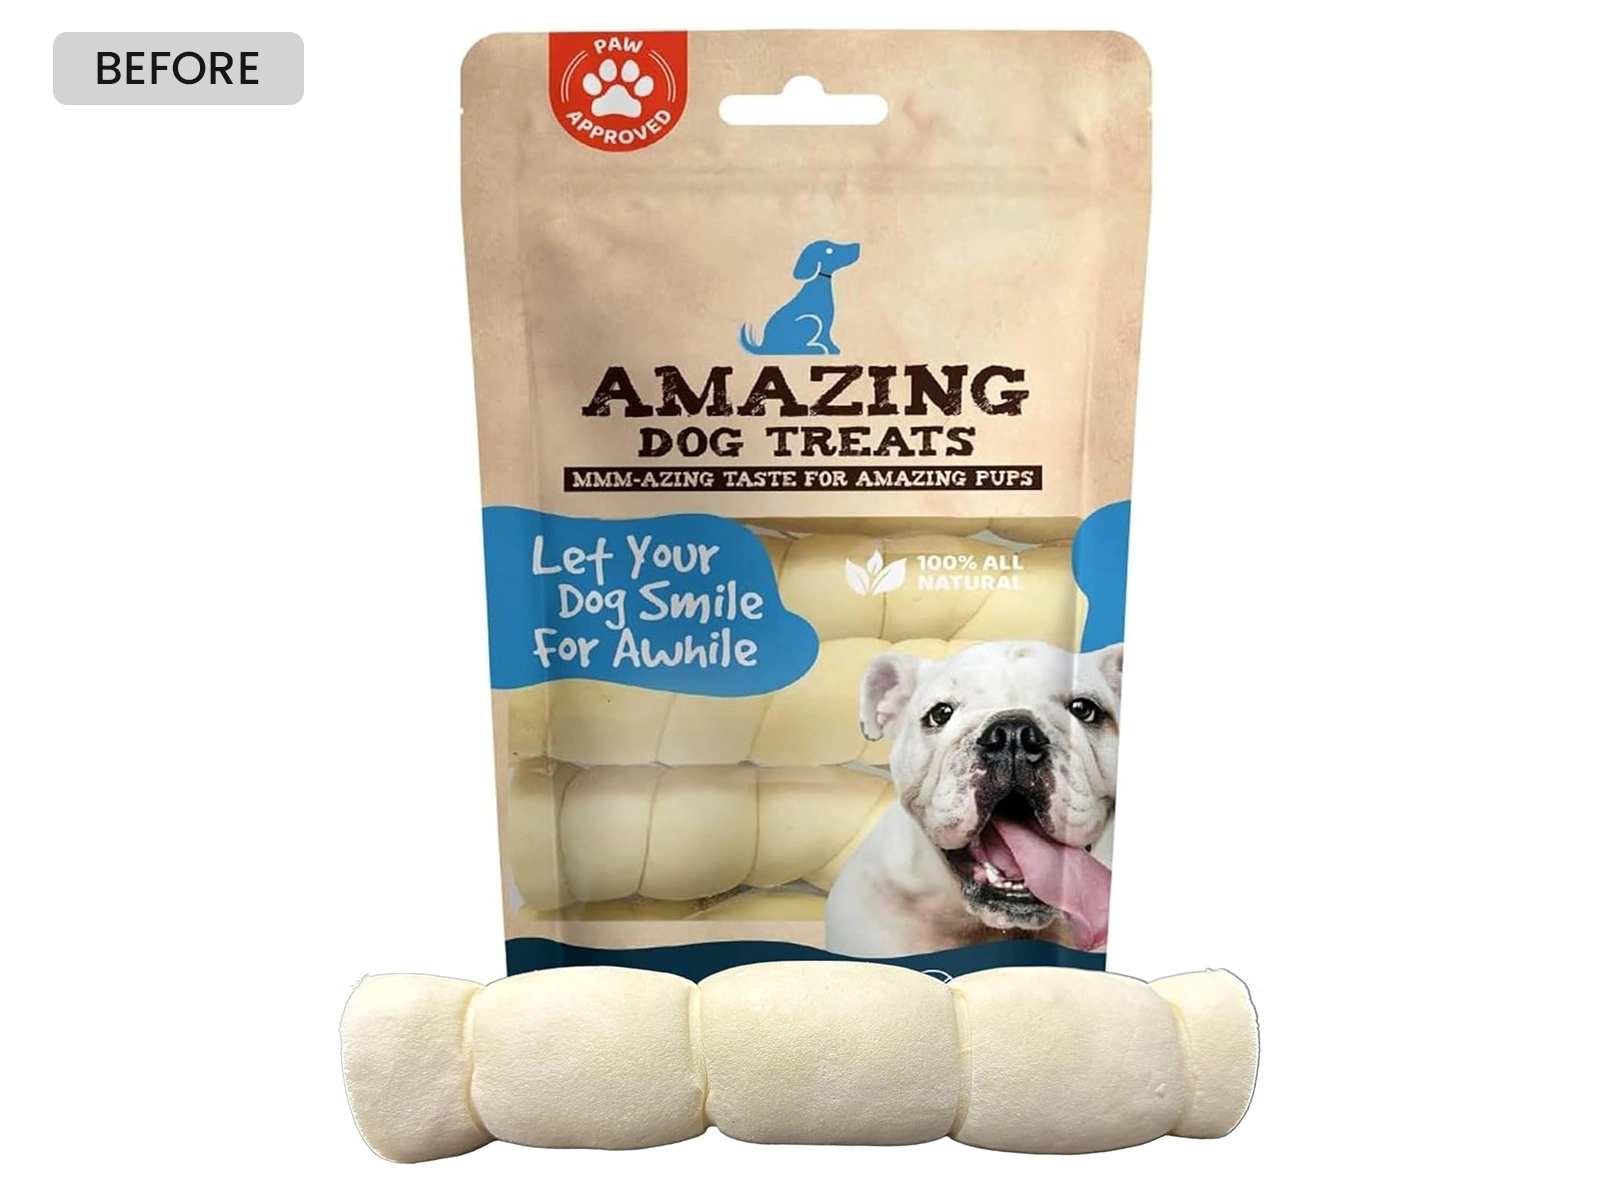 BEFORE
PAW
APPROVED
AMAZING
DOG TREATS
MMM-AZING TASTE FOR AMAZING PUPS
Let Your
Dog Smile
For Awhile
100% ALL
NATURAL